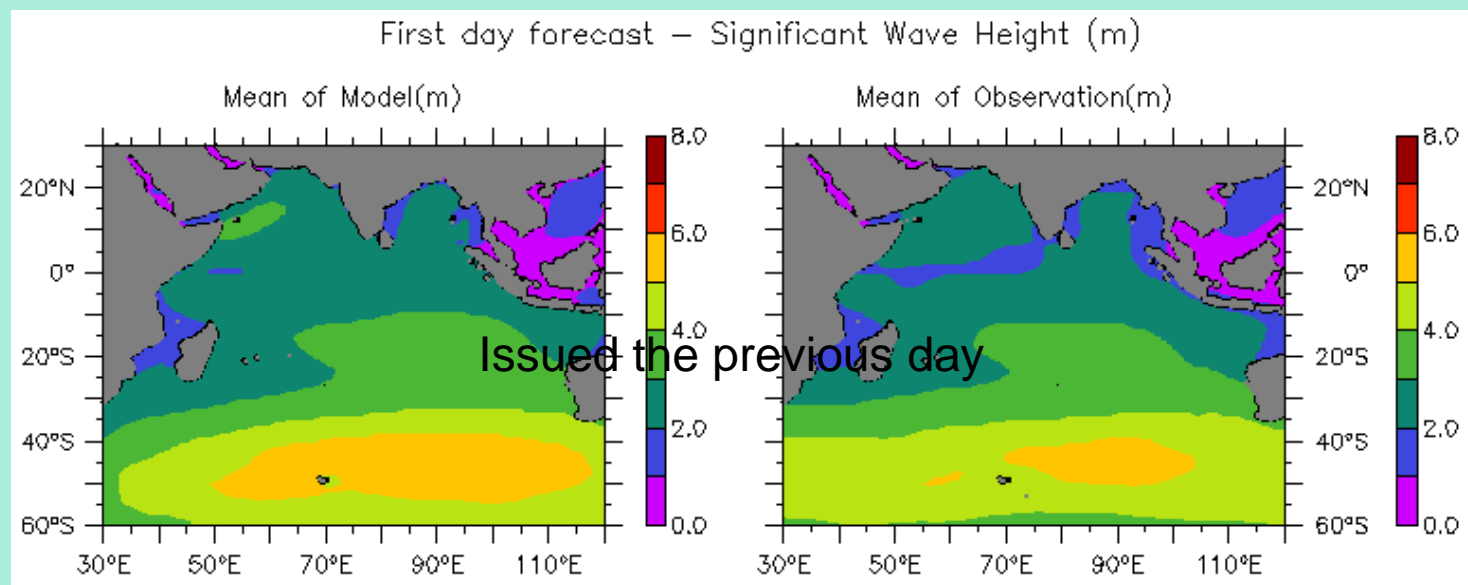 First day forecast – Significant Wave Height (m)
Mean of Model(m)
Mean of Observation(m)
8.0
6.0
4.0
2.0
0.0
20°N
0°
20°S
40°S
60°S
30°E 50°E 70°E 90°E 110°E
8.0
6.0
4.0
2.0
0.0
20°N
0°
20°S
40°S
60°S
30°E 50°E 70°E 90°E 110°E
Issued the previous day